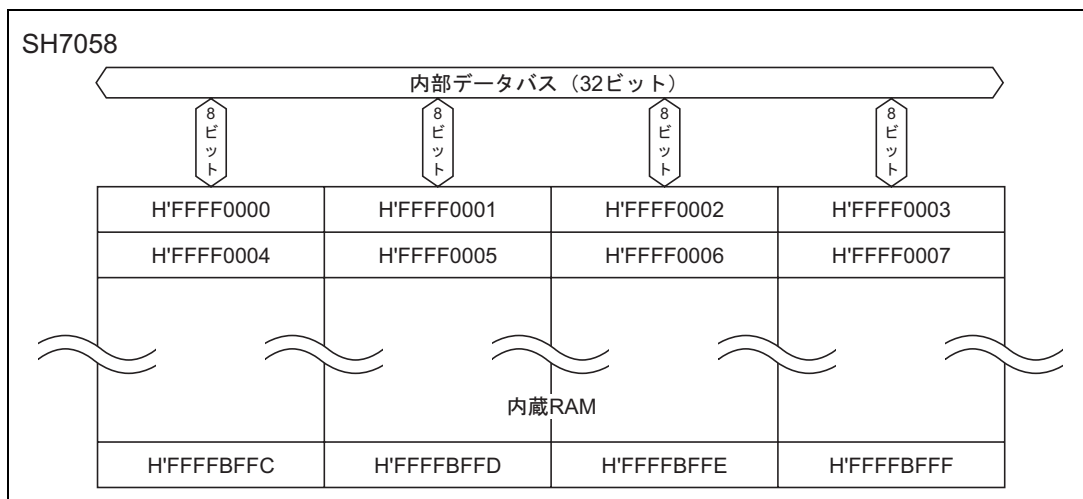 SH7058
内部データバス（32ビット）
8ビット 8ビット 8ビット 8ビット
H'FFFF0000 H'FFFF0001 H'FFFF0002 H'FFFF0003
H'FFFF0004 H'FFFF0005 H'FFFF0006 H'FFFF0007
内蔵RAM
H'FFFFBFFC H'FFFFBFFD H'FFFFBFFE H'FFFFBFFF